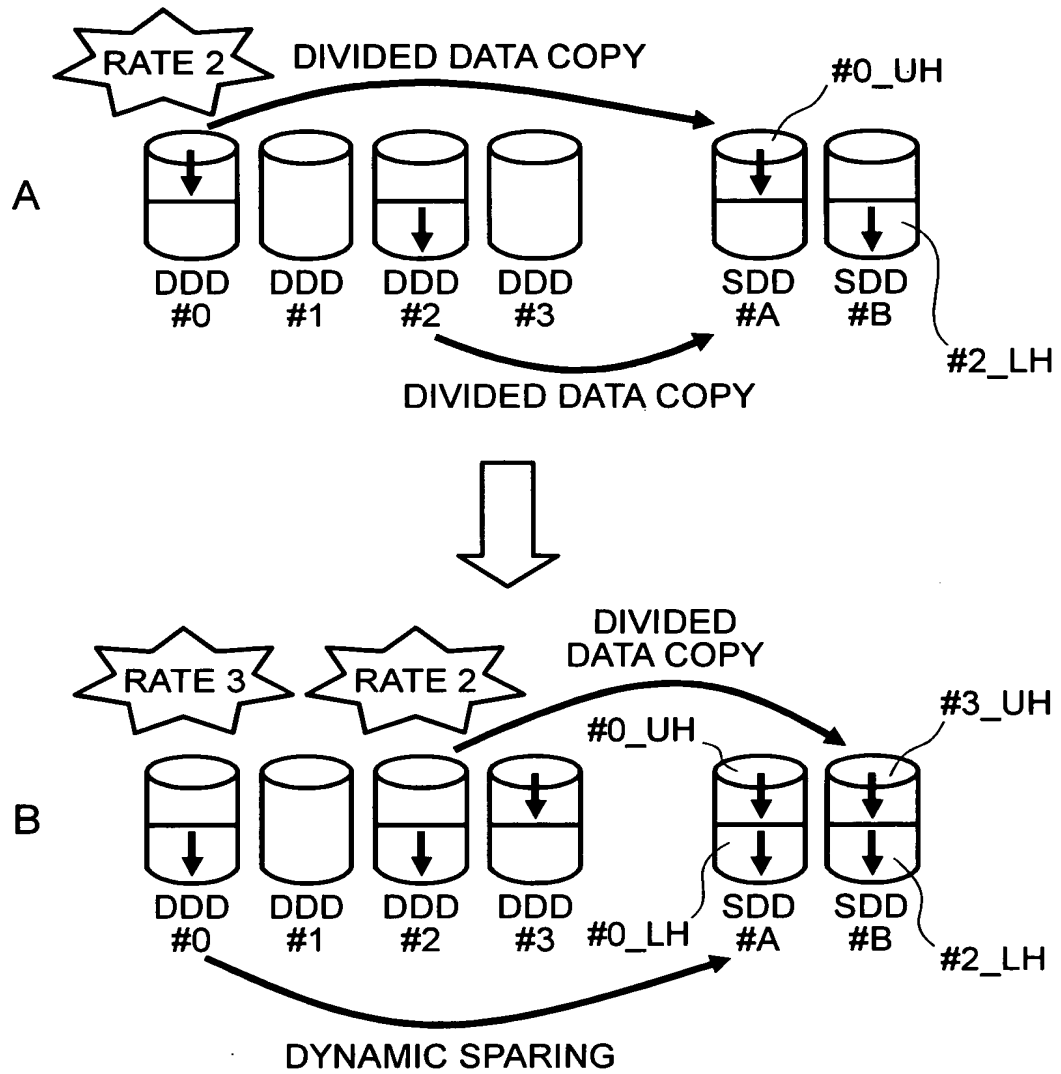 RATE 2
DIVIDED DATA COPY
#0_UH
A
DDD
#0
DDD
#1
DDD
#2
DDD
#3
SDD
#A
SDD
#B
#2_LH
DIVIDED DATA COPY
RATE 3
RATE 2
DIVIDED
DATA COPY
#0_UH
#3_UH
B
DDD
#0
DDD
#1
DDD
#2
DDD
#3
#0_LH
SDD
#A
SDD
#B
#2_LH
DYNAMIC SPARING